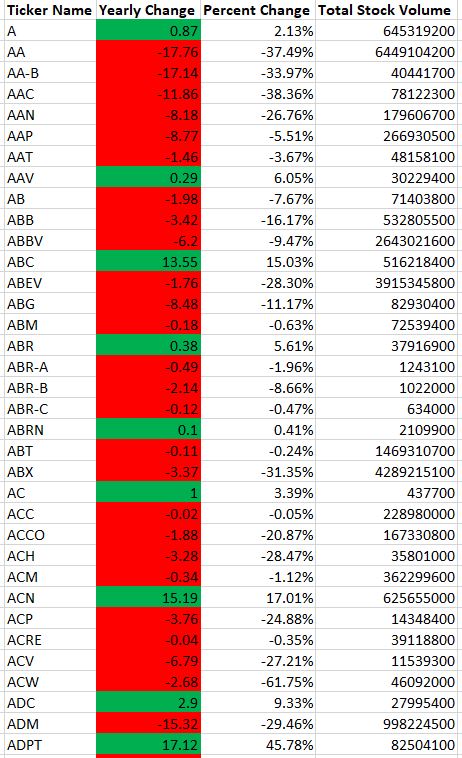 Ticker Name Yearly Change Percent Change Total Stock Volume
A 0.87 2.13% 645319200
AA -17.76 -37.49% 6449104200
AA-B -17.14 -33.97% 40441700
AAC -11.86 -38.36% 78122300
AAN -8.18 -26.76% 179606700
AAP -8.77 -5.51% 266930500
AAT -1.46 -3.67% 48158100
AAV 0.29 6.05% 30229400
AB -1.98 -7.67% 71403800
ABB -3.42 -16.17% 532805500
ABBV -6.2 -9.47% 2643021600
ABC 13.55 15.03% 516218400
ABEV -1.76 -28.30% 3915345800
ABG -8.48 -11.17% 82930400
ABM -0.18 -0.63% 72539400
ABR 0.38 5.61% 37916900
ABR-A -0.49 -1.96% 1243100
ABR-B -2.14 -8.66% 1022000
ABR-C -0.12 -0.47% 634000
ABRN 0.1 0.41% 2109900
ABT -0.11 -0.24% 1469310700
ABX -3.37 -31.35% 4289215100
AC 1 3.39% 437700
ACC -0.02 -0.05% 228980000
ACCO -1.88 -20.87% 167330800
ACH -3.28 -28.47% 35801000
ACM -0.34 -1.12% 362299600
ACN 15.19 17.01% 625655000
ACP -3.76 -24.88% 14348400
ACRE -0.04 -0.35% 39118800
ACV -6.79 -27.21% 11539300
ACW -2.68 -61.75% 46092000
ADC 2.9 9.33% 27995400
ADM -15.32 -29.46% 998224500
ADPT 17.12 45.78% 82504100